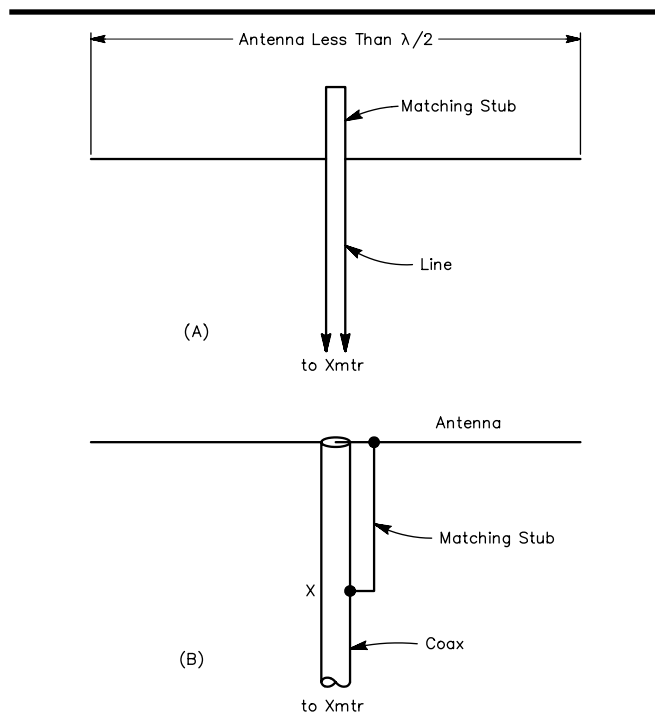 Antenna Less Than λ/2
Matching Stub
Line
(A)
to Xmtr
Antenna
Matching Stub
X
Coax
(B)
to Xmtr